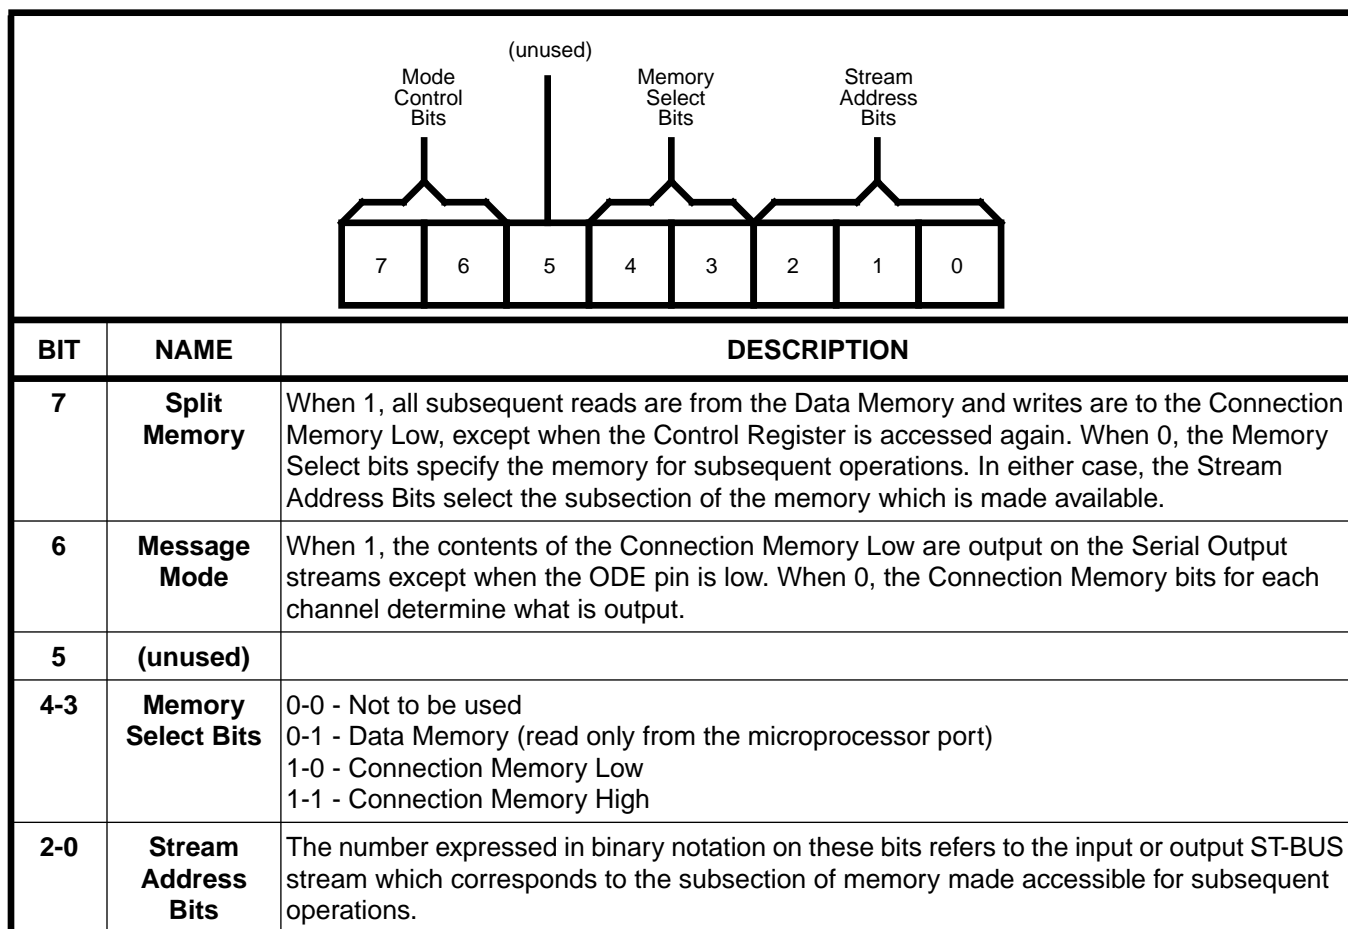 (unused)
Mode
Control
Bits
Memory
Select
Bits
Stream
Address
Bits
7 6 5 4 3 2 1 0
BIT NAME DESCRIPTION
7 Split Memory When 1, all subsequent reads are from the Data Memory and writes are to the Connection
Memory Low, except when the Control Register is accessed again. When 0, the Memory
Select bits specify the memory for subsequent operations. In either case, the Stream
Address Bits select the subsection of the memory which is made available.
6 Message Mode When 1, the contents of the Connection Memory Low are output on the Serial Output
streams except when the ODE pin is low. When 0, the Connection Memory bits for each
channel determine what is output.
5 (unused)
4-3 Memory Select Bits 0-0 - Not to be used
0-1 - Data Memory (read only from the microprocessor port)
1-0 - Connection Memory Low
1-1 - Connection Memory High
2-0 Stream Address Bits The number expressed in binary notation on these bits refers to the input or output ST-BUS
stream which corresponds to the subsection of memory made accessible for subsequent
operations.